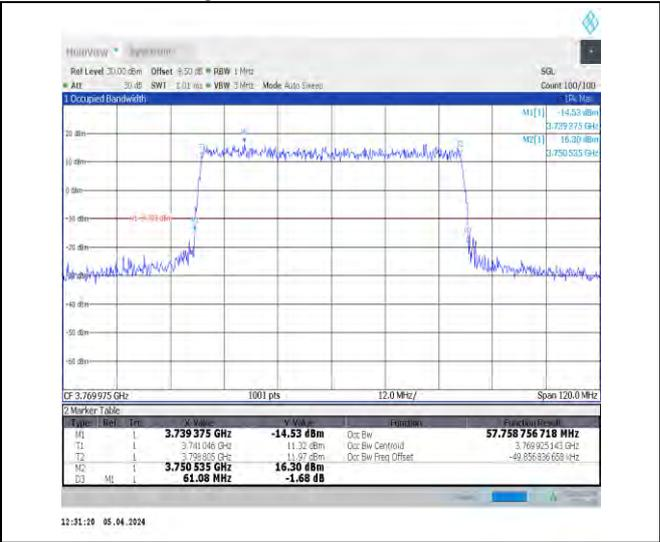 MultiView
Spectrum
Ref Level 30.00 dBm Offset 9.50 dB RBW 1 MHz SGL
Att 30 dB SWT 1.01 ms VBW 3 MHz Mode Auto Sweep Count 100/100
1 Occupied Bandwidth 1Pk Max
M1[1] -14.53 dBm
3.739 375 GHz
M2[1] 16.30 dBm
3.750 535 GHz
20 dBm
10 dBm
0 dBm
-10 dBm
-20 dBm
-30 dBm
-40 dBm
-50 dBm
-60 dBm
CF 3.769 975 GHz 1001 pts 12.0 MHz/ Span 120.0 MHz
2 Marker Table
Type Ref Trc X-Value Y-Value Function Function Result
M1 1 3.739 375 GHz -14.53 dBm Occ Bw 57.758 756 718 MHz
T1 1 3.741 046 GHz 11.32 dBm Occ Bw Centroid 3.769 925 143 GHz
T2 1 3.798 805 GHz 11.97 dBm Occ Bw Freq Offset -49.856 836 658 kHz
M2 1 3.750 535 GHz 16.30 dBm
D3 M1 1 61.08 MHz -1.68 dB
12:31:20 05.04.2024